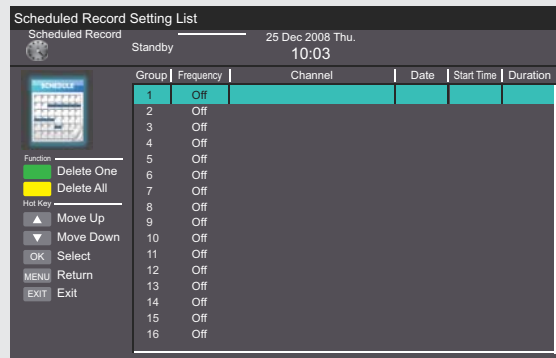 Scheduled Record Setting List
Scheduled Record
Standby
25 Dec 2008 Thu.
10:03
Group Frequency Channel Date Start Time Duration
SCHEDULE
1 Off
2 Off
3 Off
4 Off
5 Off
6 Off
7 Off
8 Off
9 Off
10 Off
11 Off
12 Off
13 Off
14 Off
15 Off
16 Off
Function
Delete One
Delete All
Hot Key
Move Up
Move Down
OK Select
MENU Return
EXIT Exit